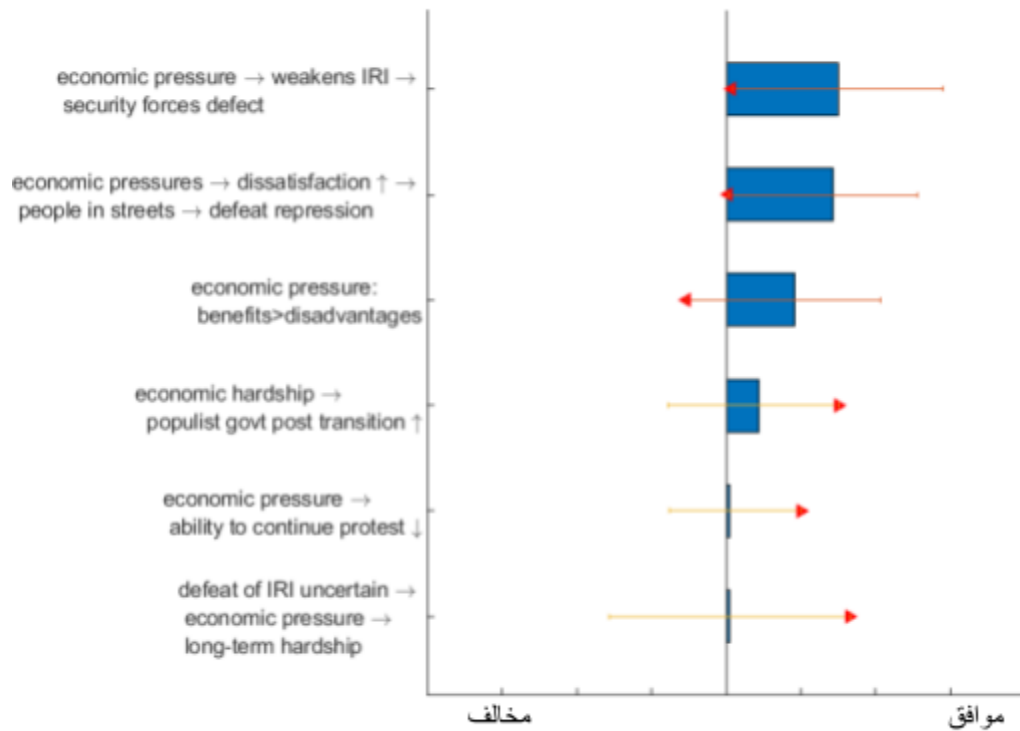 economic pressure → weakens IRI →
security forces defect
economic pressures → dissatisfaction ↑ →
people in streets → defeat repression
economic pressure:
benefits>disadvantages
economic hardship →
populist govt post transition ↑
economic pressure →
ability to continue protest ↓
defeat of IRI uncertain →
economic pressure →
long-term hardship
مخالف
موافق